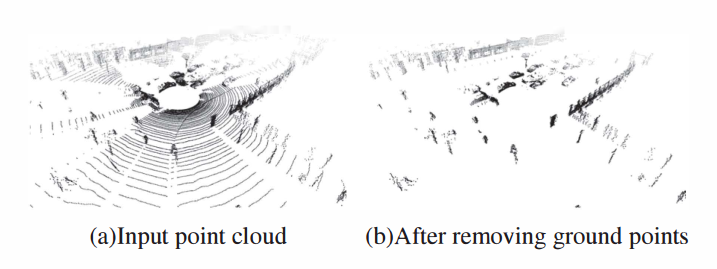 (a)Input point cloud
(b)After removing ground points